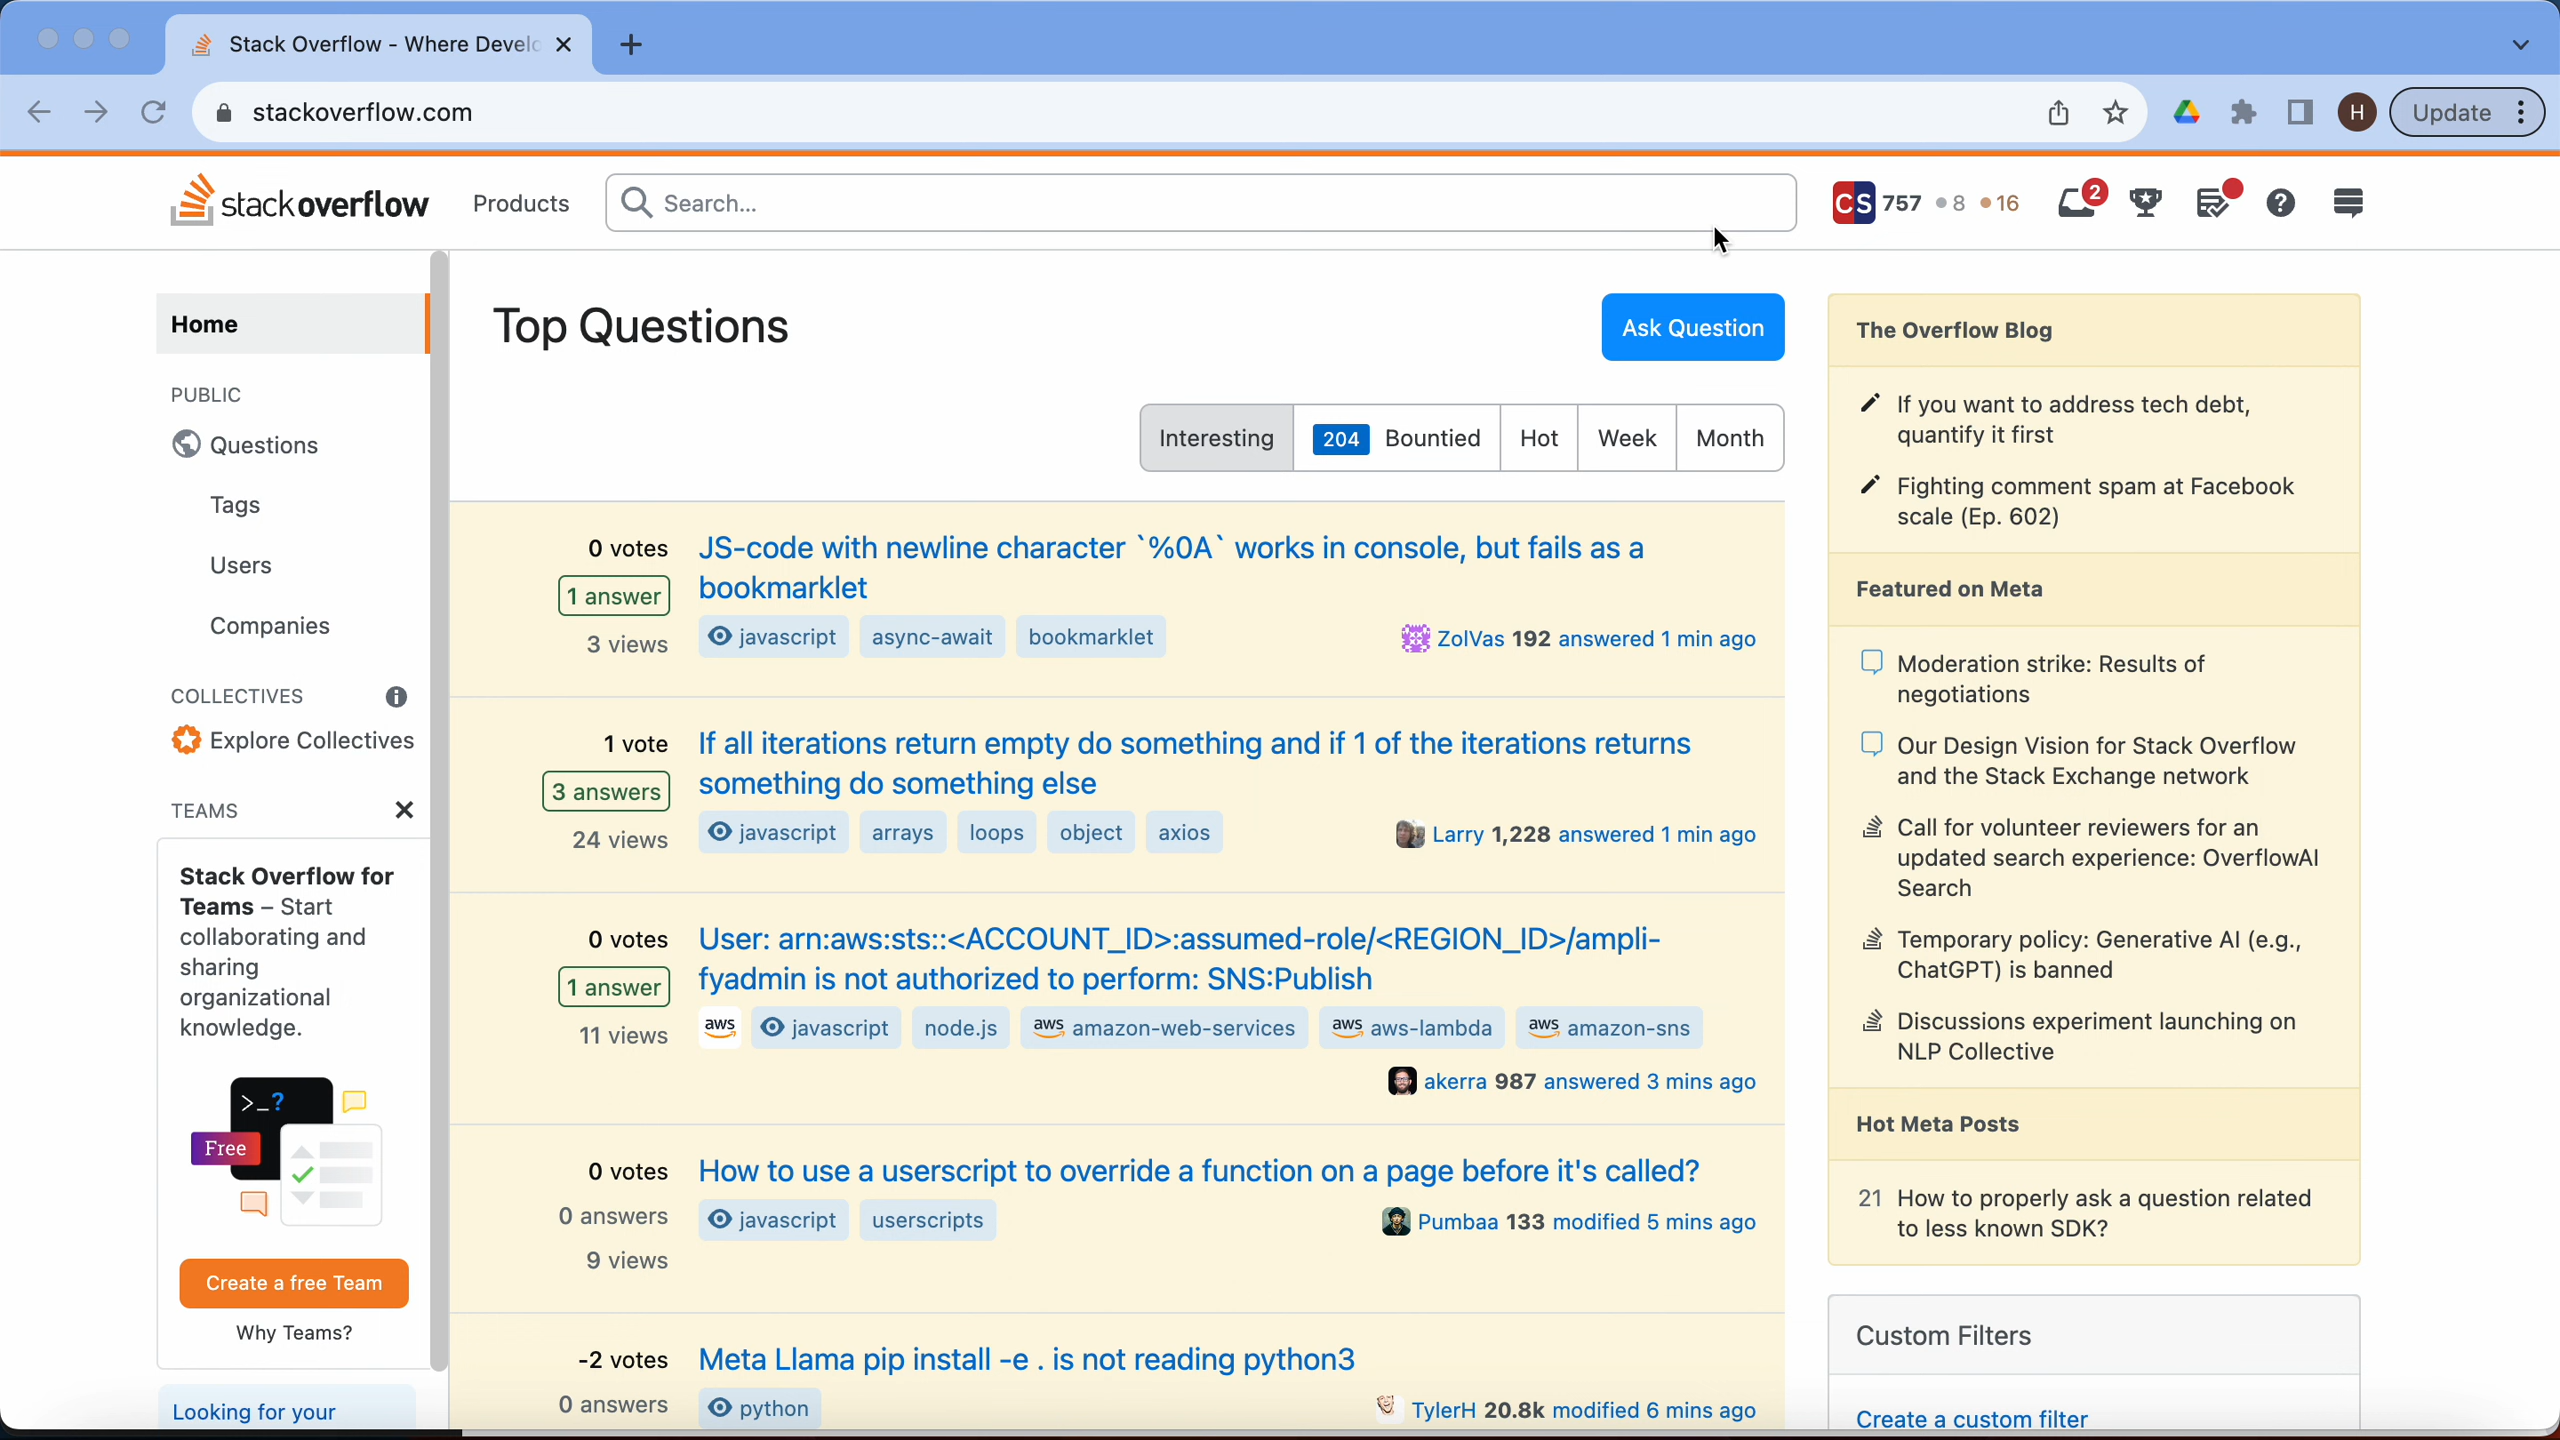 Stack Overflow - Where Develo
stackoverflow.com
H
Update
stackoverflow
Products
Search...
CS 757 8 16
2
Home
PUBLIC
Questions
Tags
Users
Companies
COLLECTIVES
Explore Collectives
TEAMS
Stack Overflow for
Teams – Start
collaborating and
sharing
organizational
knowledge.
>_?
Free
Create a free Team
Why Teams?
Looking for your
Top Questions
Ask Question
Interesting
204 Bountied
Hot
Week
Month
0 votes
1 answer
3 views
JS-code with newline character `%0A` works in console, but fails as a
bookmarklet
javascript async-await bookmarklet
ZolVas 192 answered 1 min ago
1 vote
3 answers
24 views
If all iterations return empty do something and if 1 of the iterations returns
something do something else
javascript arrays loops object axios
Larry 1,228 answered 1 min ago
0 votes
1 answer
11 views
User: arn:aws:sts::<ACCOUNT_ID>:assumed-role/<REGION_ID>/ampli-
fyadmin is not authorized to perform: SNS:Publish
aws javascript node.js aws amazon-web-services aws aws-lambda aws amazon-sns
akerra 987 answered 3 mins ago
0 votes
0 answers
9 views
How to use a userscript to override a function on a page before it's called?
javascript userscripts
Pumbaa 133 modified 5 mins ago
-2 votes
0 answers
Meta Llama pip install -e . is not reading python3
python
TylerH 20.8k modified 6 mins ago
The Overflow Blog
If you want to address tech debt,
quantify it first
Fighting comment spam at Facebook
scale (Ep. 602)
Featured on Meta
Moderation strike: Results of
negotiations
Our Design Vision for Stack Overflow
and the Stack Exchange network
Call for volunteer reviewers for an
updated search experience: OverflowAI
Search
Temporary policy: Generative AI (e.g.,
ChatGPT) is banned
Discussions experiment launching on
NLP Collective
Hot Meta Posts
21 How to properly ask a question related
to less known SDK?
Custom Filters
Create a custom filter